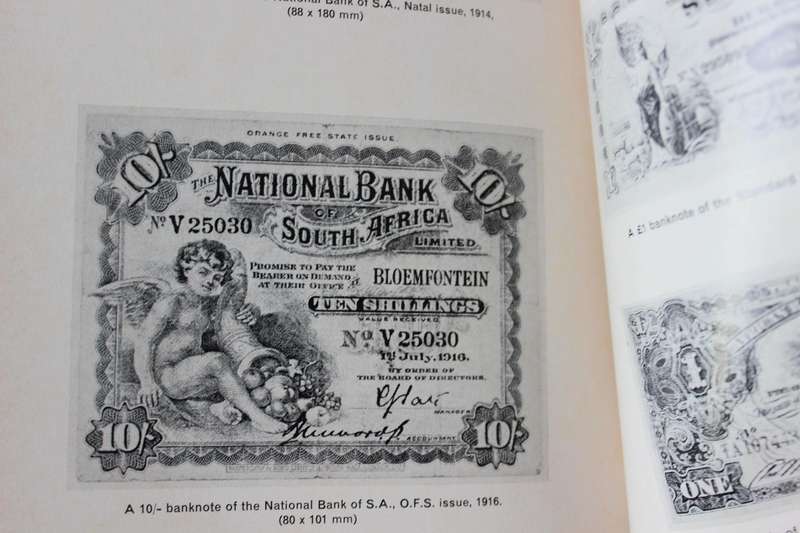 National Bank of S.A., Natal issue, 1914,
(88 x 180 mm)
ORANGE FREE STATE ISSUE.
10/-
10/-
THE NATIONAL BANK
OF
SOUTH AFRICA
LIMITED
No V 25030
PROMISE TO PAY THE
BEARER ON DEMAND
AT THEIR OFFICE AT BLOEMFONTEIN
TEN SHILLINGS
VALUE RECEIVED
No V 25030
1st July, 1916.
BY ORDER OF
THE BOARD OF DIRECTORS.
MANAGER
ACCOUNTANT
10/-
10/-
A 10/- banknote of the National Bank of S.A., O.F.S. issue, 1916.
(80 x 101 mm)
A £1 banknote of the Standard
1
ONE